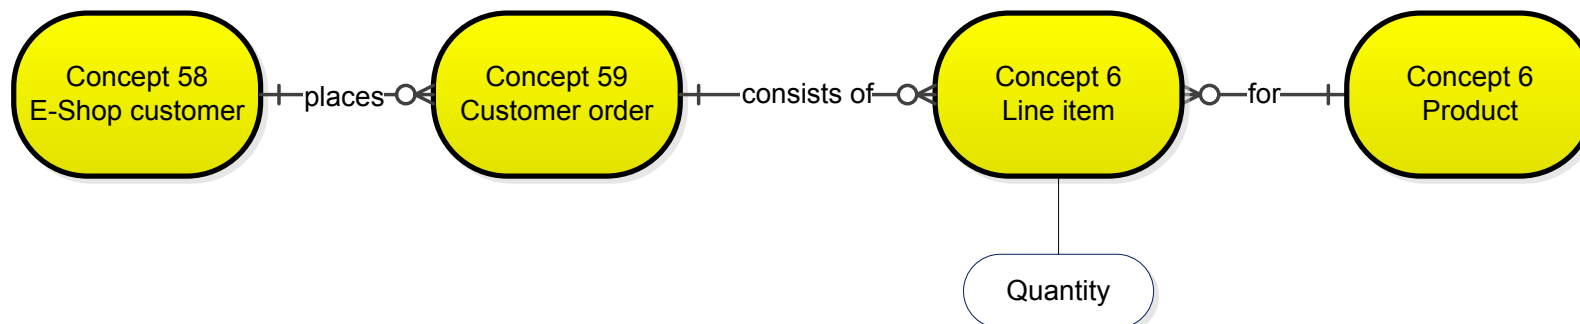 Concept 58
E-Shop customer
places
Concept 59
Customer order
consists of
Concept 6
Line item
for
Concept 6
Product
Quantity